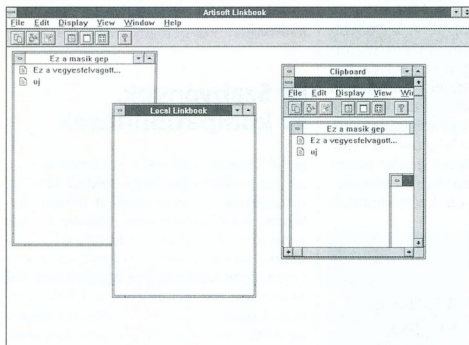 Artisoft Linkbook
File Edit Display View Window Help
Ez a masik gep
Ez a vegyesfelvagott...
uj
Local Linkbook
Clipboard
File Edit Display View
Ez a masik gep
Ez a vegyesfelvagott...
uj